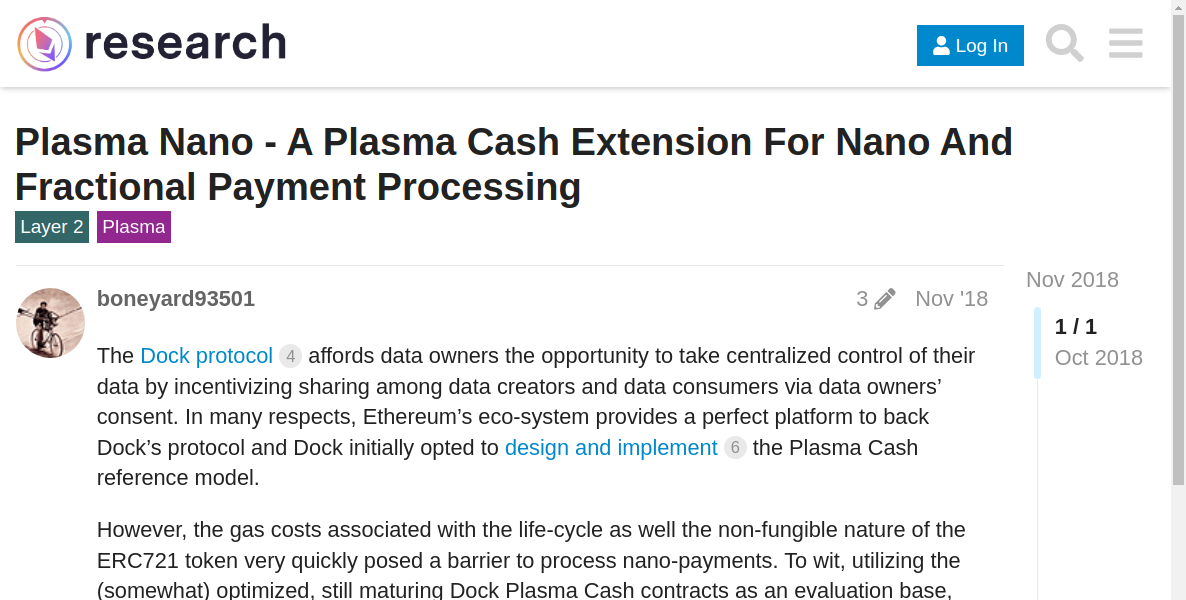 research
Log In
Plasma Nano - A Plasma Cash Extension For Nano And
Fractional Payment Processing
Layer 2 Plasma
boneyard93501 3 Nov '18
Nov 2018
1 / 1
Oct 2018
The Dock protocol 4 affords data owners the opportunity to take centralized control of their
data by incentivizing sharing among data creators and data consumers via data owners’
consent. In many respects, Ethereum’s eco-system provides a perfect platform to back
Dock’s protocol and Dock initially opted to design and implement 6 the Plasma Cash
reference model.
However, the gas costs associated with the life-cycle as well the non-fungible nature of the
ERC721 token very quickly posed a barrier to process nano-payments. To wit, utilizing the
(somewhat) optimized, still maturing Dock Plasma Cash contracts as an evaluation base,